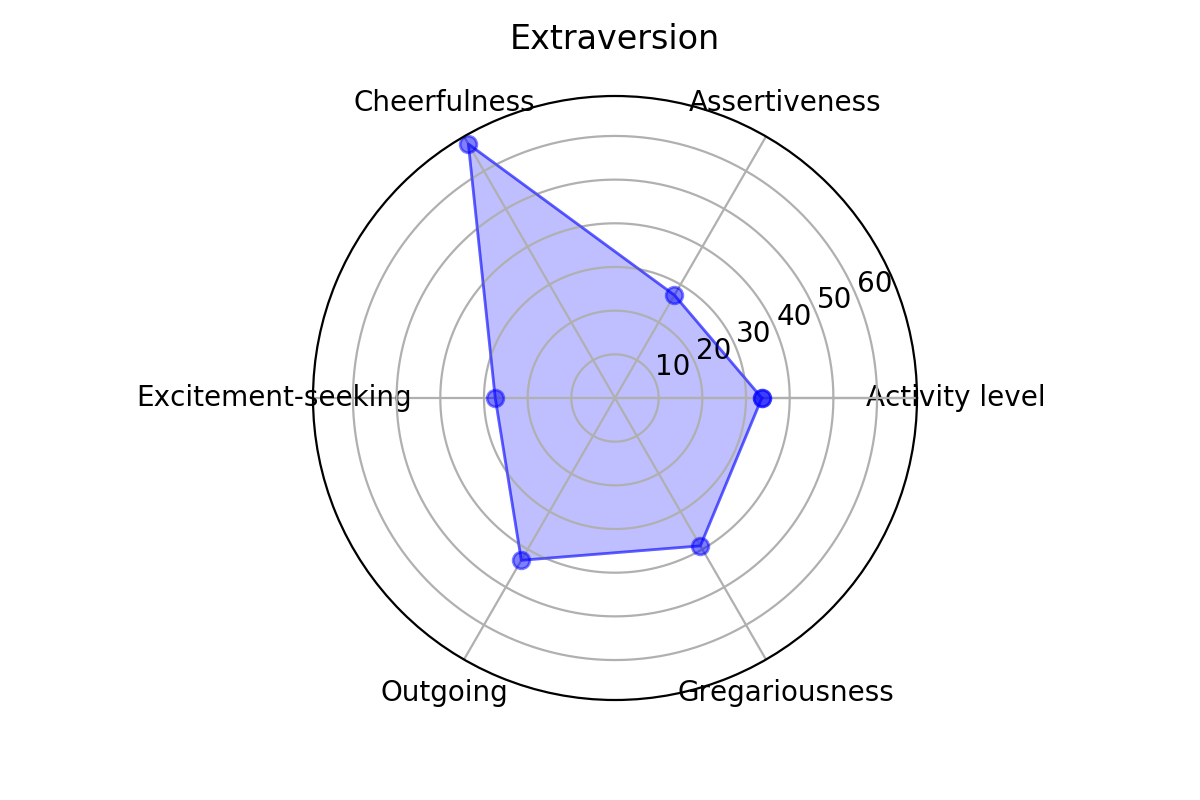 Extraversion
Cheerfulness
Assertiveness
60
50
40
30
20
10
Excitement-seeking
Activity level
Outgoing
Gregariousness